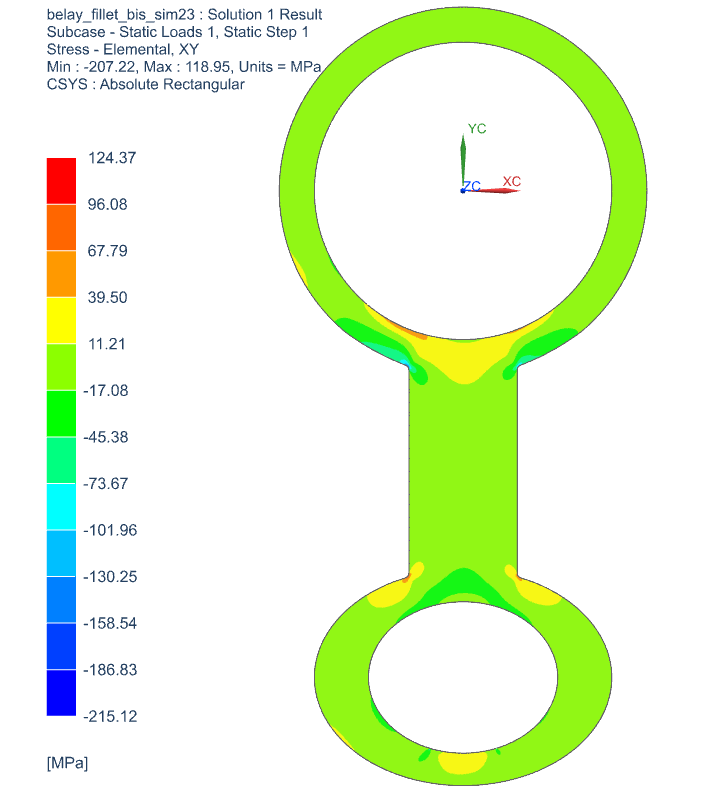 belay_fillet_bis_sim23 : Solution 1 Result
Subcase - Static Loads 1, Static Step 1
Stress - Elemental, XY
Min : -207.22, Max : 118.95, Units = MPa
CSYS : Absolute Rectangular
YC
ZC
XC
124.37
96.08
67.79
39.50
11.21
-17.08
-45.38
-73.67
-101.96
-130.25
-158.54
-186.83
-215.12
[MPa]